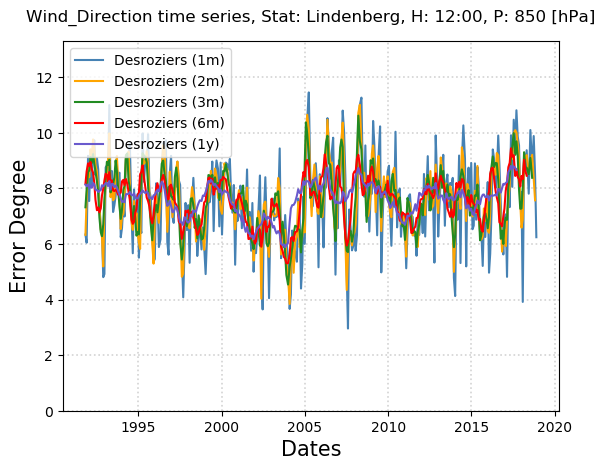 Wind_Direction time series, Stat: Lindenberg, H: 12:00, P: 850 [hPa]
Desroziers (1m)
Desroziers (2m)
Desroziers (3m)
Desroziers (6m)
Desroziers (1y)
Error Degree
12
10
8
6
4
2
0
1995 2000 2005 2010 2015 2020
Dates